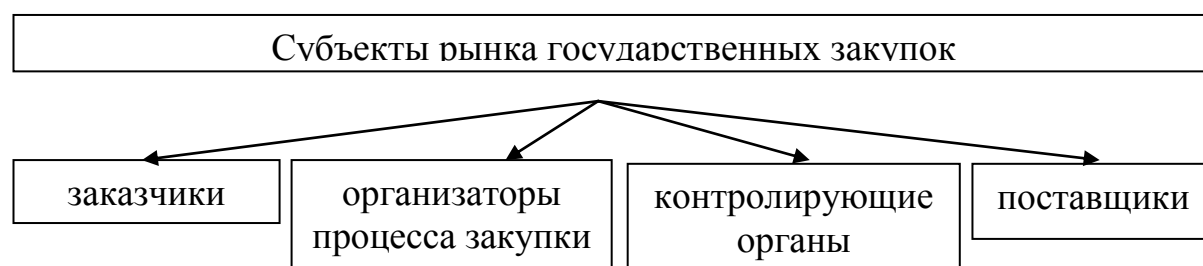 Субъекты рынка государственных закупок
заказчики
организаторы
процесса закупки
контролирующие
органы
поставщики